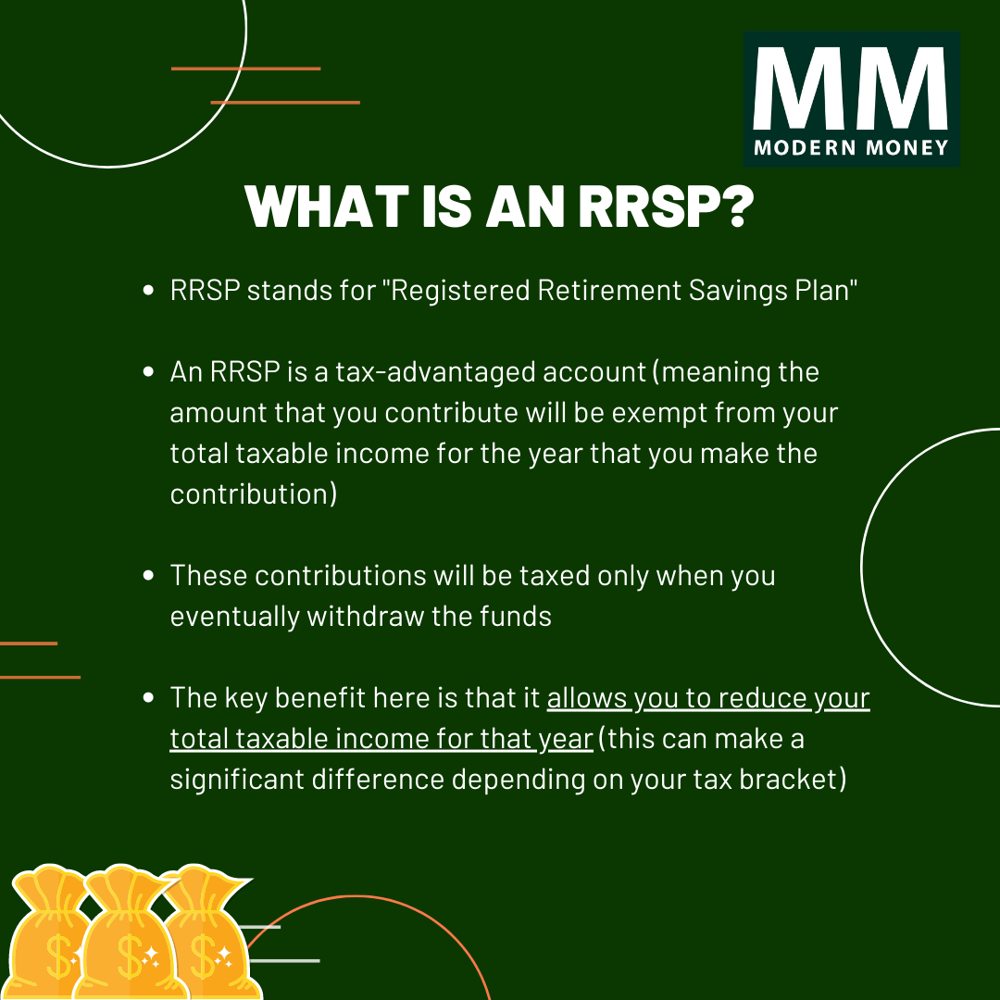 MM
MODERN MONEY
WHAT IS AN RRSP?
• RRSP stands for "Registered Retirement Savings Plan"
• An RRSP is a tax-advantaged account (meaning the
amount that you contribute will be exempt from your
total taxable income for the year that you make the
contribution)
• These contributions will be taxed only when you
eventually withdraw the funds
• The key benefit here is that it allows you to reduce your
total taxable income for that year (this can make a
significant difference depending on your tax bracket)
$ $ $